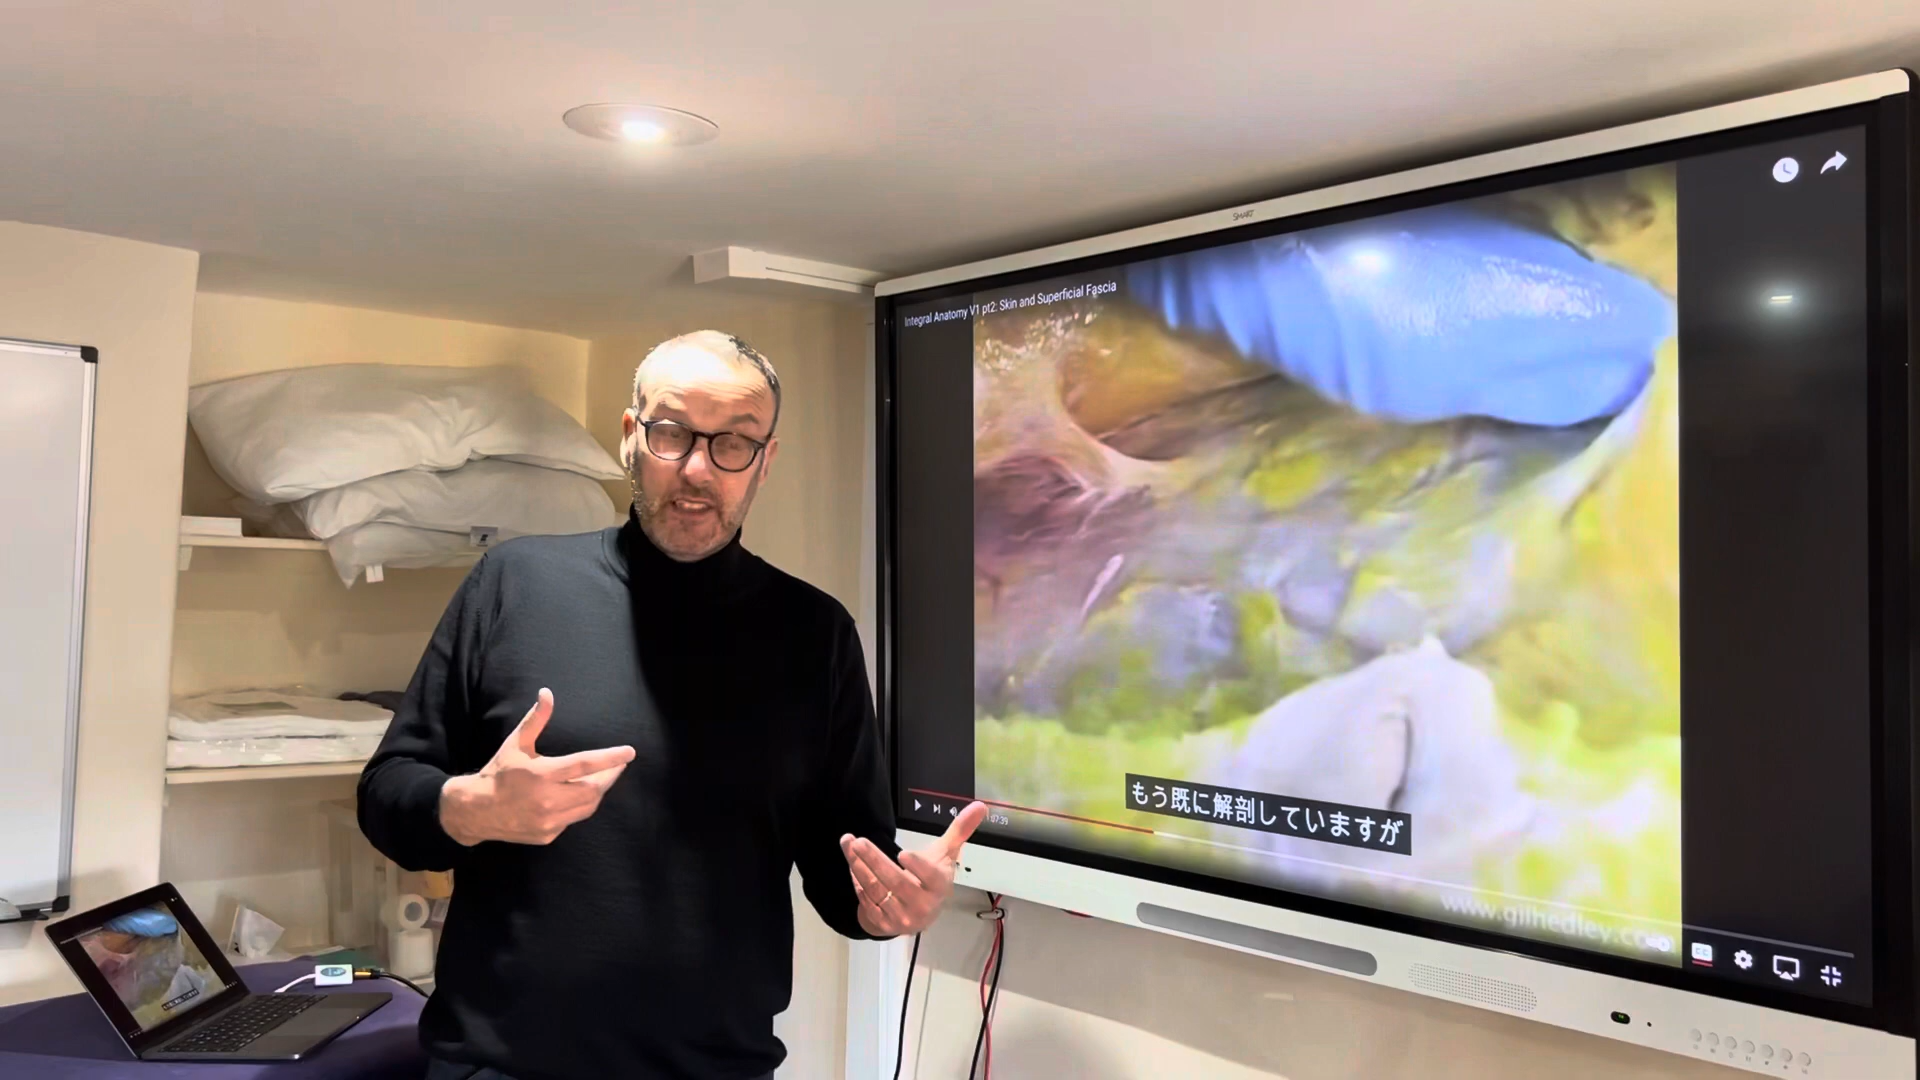 SMART
Integral Anatomy V1 pt2: Skin and Superficial Fascia
もう既に解剖していますが
www.gilhedley.com